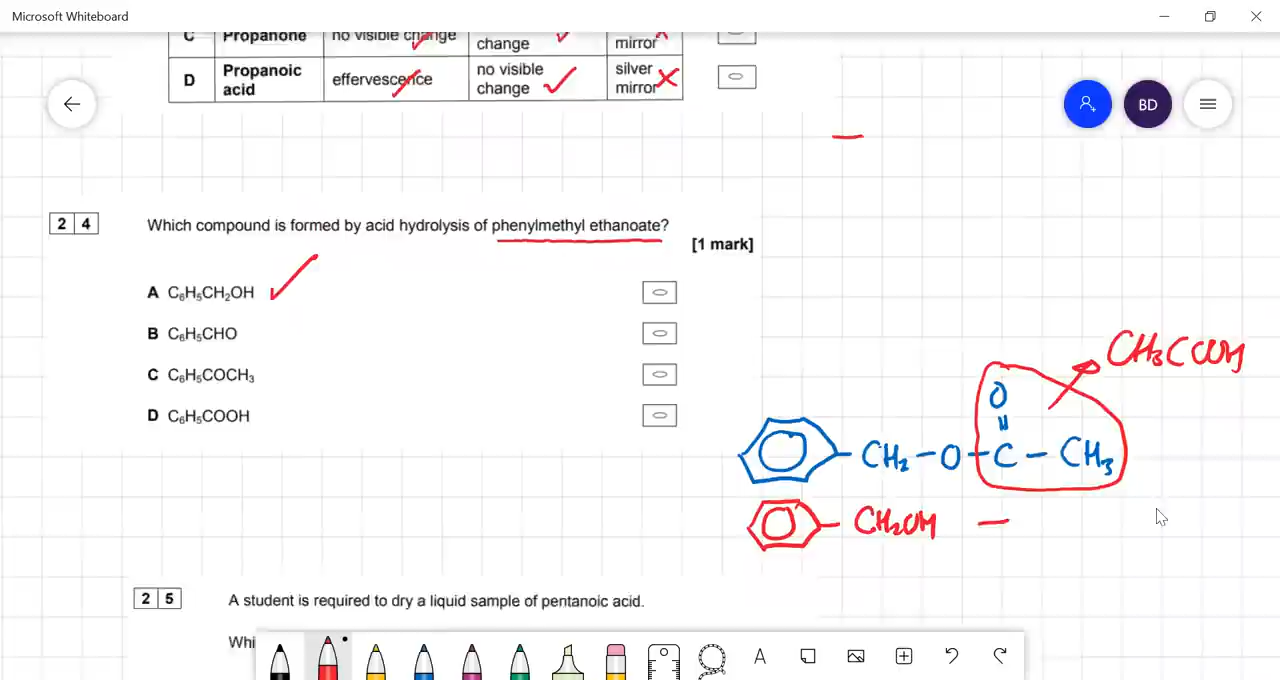 Microsoft Whiteboard
C Propanone no visible change change mirror
D Propanoic acid effervescence no visible change silver mirror
BD
2 4 Which compound is formed by acid hydrolysis of phenylmethyl ethanoate?
[1 mark]
A C₆H₅CH₂OH
B C₆H₅CHO
C C₆H₅COCH₃
D C₆H₅COOH
CH₃COOH
O
CH₂ – O – C – CH₃
CH₂OH
2 5 A student is required to dry a liquid sample of pentanoic acid.
Whi
A